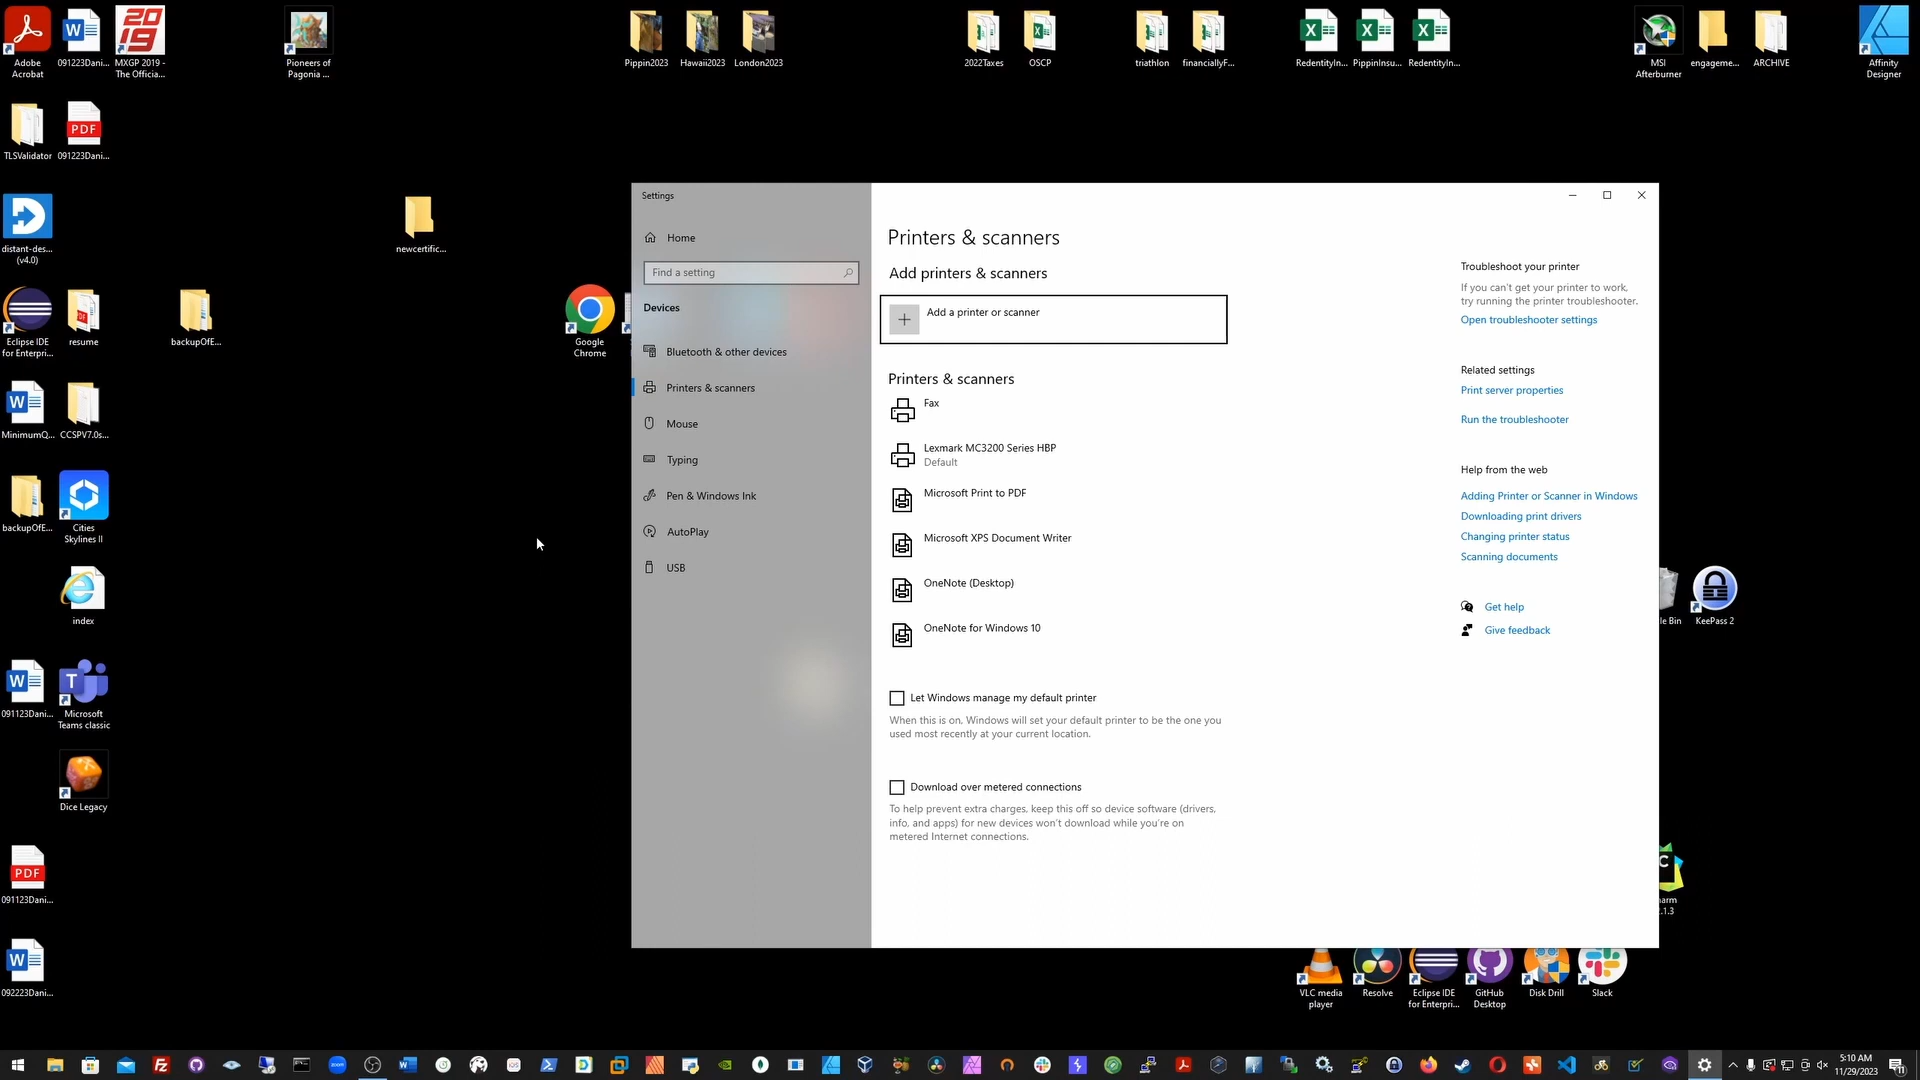 Adobe
Acrobat
091223Dani...
MXGP 2019 -
The Officia...
Pioneers of
Pagonia ...
Pippin2023
Hawaii2023
London2023
2022Taxes
OSCP
triathlon
financiallyF...
RedentityIn...
PippinInsu...
RedentityIn...
MSI
Afterburner
engageme...
ARCHIVE
Affinity
Designer
TLSValidator
PDF
091223Dani...
distant-des...
(v4.0)
newcertific...
Eclipse IDE
for Enterpri...
resume
backupOfE...
Google
Chrome
MinimumQ...
CCSPV7.0s...
backupOfE...
Cities
Skylines II
index
091123Dani...
Microsoft
Teams classic
Dice Legacy
PDF
091123Dani...
092223Dani...
Settings
Home
Find a setting
Devices
Bluetooth & other devices
Printers & scanners
Mouse
Typing
Pen & Windows Ink
AutoPlay
USB
Printers & scanners
Add printers & scanners
Add a printer or scanner
Printers & scanners
Fax
Lexmark MC3200 Series HBP
Default
Microsoft Print to PDF
Microsoft XPS Document Writer
OneNote (Desktop)
OneNote for Windows 10
Let Windows manage my default printer
When this is on, Windows will set your default printer to be the one you
used most recently at your current location.
Download over metered connections
To help prevent extra charges, keep this off so device software (drivers,
info, and apps) for new devices won't download while you're on
metered Internet connections.
Troubleshoot your printer
If you can't get your printer to work,
try running the printer troubleshooter.
Open troubleshooter settings
Related settings
Print server properties
Run the troubleshooter
Help from the web
Adding Printer or Scanner in Windows
Downloading print drivers
Changing printer status
Scanning documents
Get help
Give feedback
le Bin
KeePass 2
arm
.1.3
VLC media
player
Resolve
Eclipse IDE
for Enterpri...
GitHub
Desktop
Disk Drill
Slack
5:10 AM
11/29/2023